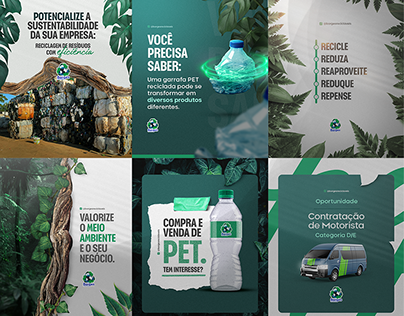 POTENCIALIZE A
SUSTENTABILIDADE
DA SUA EMPRESA:
RECICLAGEM DE RESÍDUOS
COM eficiência
VOCÊ
PRECISA
SABER:
Uma garrafa PET
reciclada pode se
transformar em
diversos produtos
diferentes.
RECICLE
REDUZA
REAPROVEITE
REDUQUE
REPENSE
VALORIZE
O MEIO
AMBIENTE
E O SEU
NEGÓCIO.
COMPRA E
VENDA DE
PET.
TEM INTERESSE?
Oportunidade
Contratação
de Motorista
Categoria D/E